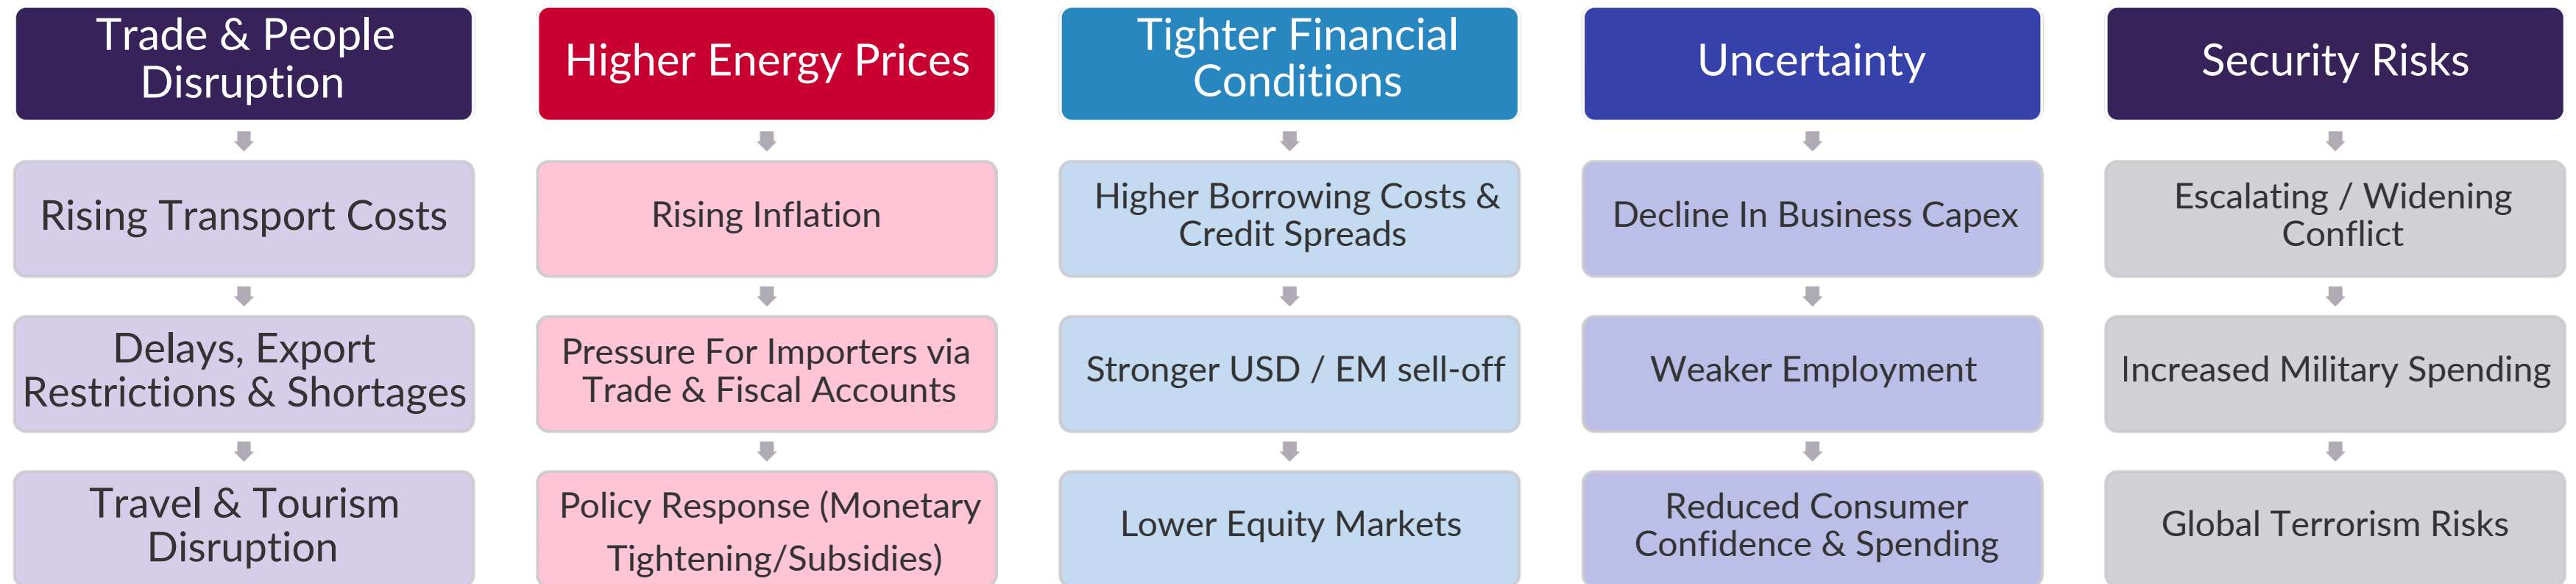 Trade & People
Disruption
Rising Transport Costs
Delays, Export
Restrictions & Shortages
Travel & Tourism
Disruption
Higher Energy Prices
Rising Inflation
Pressure For Importers via
Trade & Fiscal Accounts
Policy Response (Monetary
Tightening/Subsidies)
Tighter Financial
Conditions
Higher Borrowing Costs &
Credit Spreads
Stronger USD / EM sell-off
Lower Equity Markets
Uncertainty
Decline In Business Capex
Weaker Employment
Reduced Consumer
Confidence & Spending
Security Risks
Escalating / Widening
Conflict
Increased Military Spending
Global Terrorism Risks